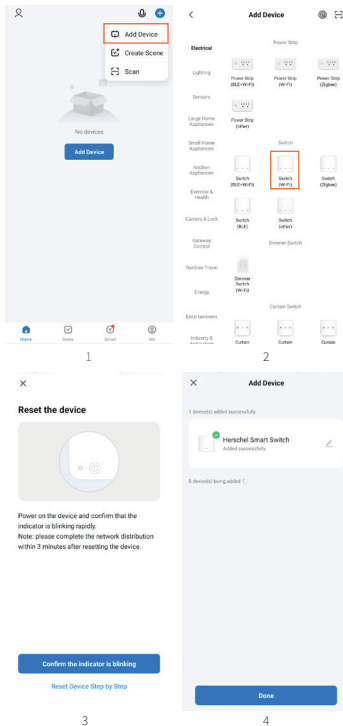 Add Device
Create Scene
Scan
No devices
Add Device
Home
Scene
Smart
Me
1
Add Device
Electrical
Lighting
Sensors
Large Home
Appliances
Small Home
Appliances
Kitchen
Appliances
Exercise &
Health
Camera & Lock
Gateway
Control
Outdoor Travel
Energy
Entertainment
Industry &
Agriculture
Power Strip
Power Strip
(BLE+Wi-Fi)
Power Strip
(Wi-Fi)
Power Strip
(Zigbee)
Power Strip
(other)
Switch
Switch
(BLE+Wi-Fi)
Switch
(Wi-Fi)
Switch
(Zigbee)
Switch
(BLE)
Switch
(other)
Dimmer Switch
Dimmer
Switch
(Wi-Fi)
Curtain Switch
Curtain
Curtain
Curtain
2
Reset the device
Power on the device and confirm that the
indicator is blinking rapidly.
Note: please complete the network distribution
within 3 minutes after resetting the device.
Confirm the indicator is blinking
Reset Device Step by Step
3
Add Device
1 device(s) added successfully
Herschel Smart Switch
Added successfully
0 device(s) being added
Done
4